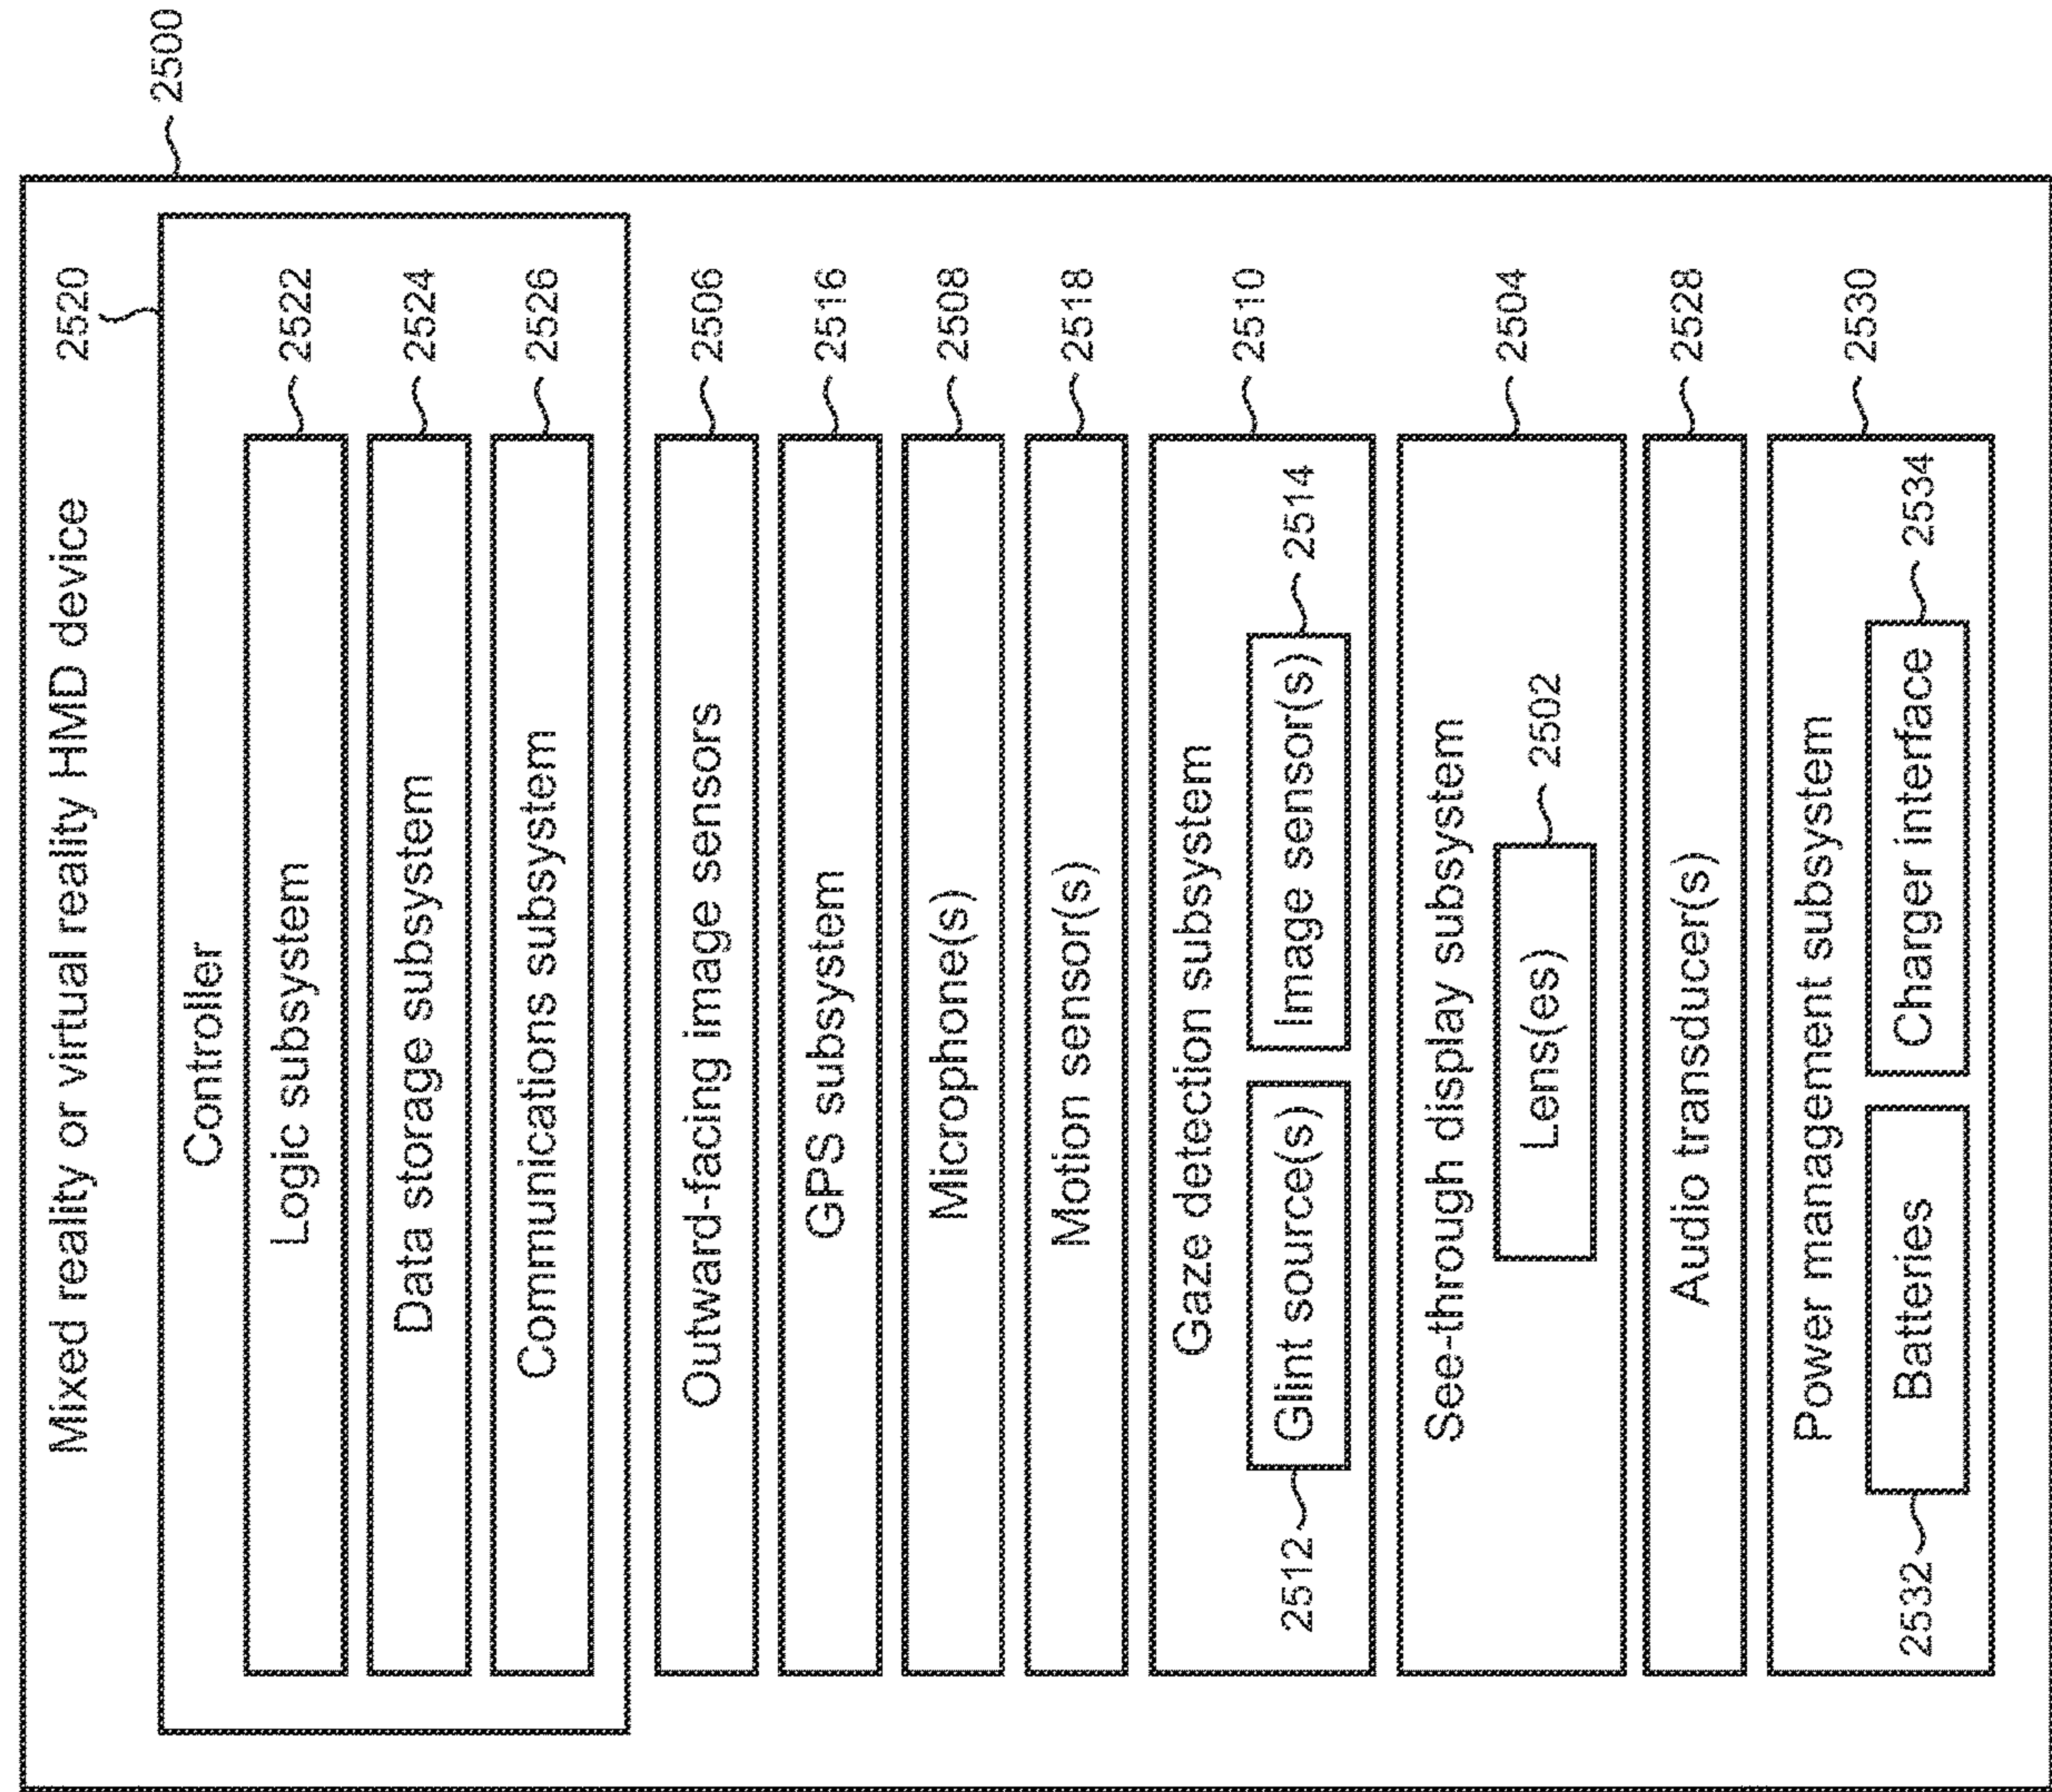 2500
Mixed reality or virtual reality HMD device
2520
Controller
Logic subsystem
2522
Data storage subsystem
2524
Communications subsystem
2526
Outward-facing image sensors
2506
GPS subsystem
2516
Microphone(s)
2508
Motion sensor(s)
2518
Gaze detection subsystem
2510
2512
Glint source(s)
Image sensor(s)
2514
See-through display subsystem
2504
Lens(es)
2502
Audio transducer(s)
2528
Power management subsystem
2530
2532
Batteries
Charger interface
2534